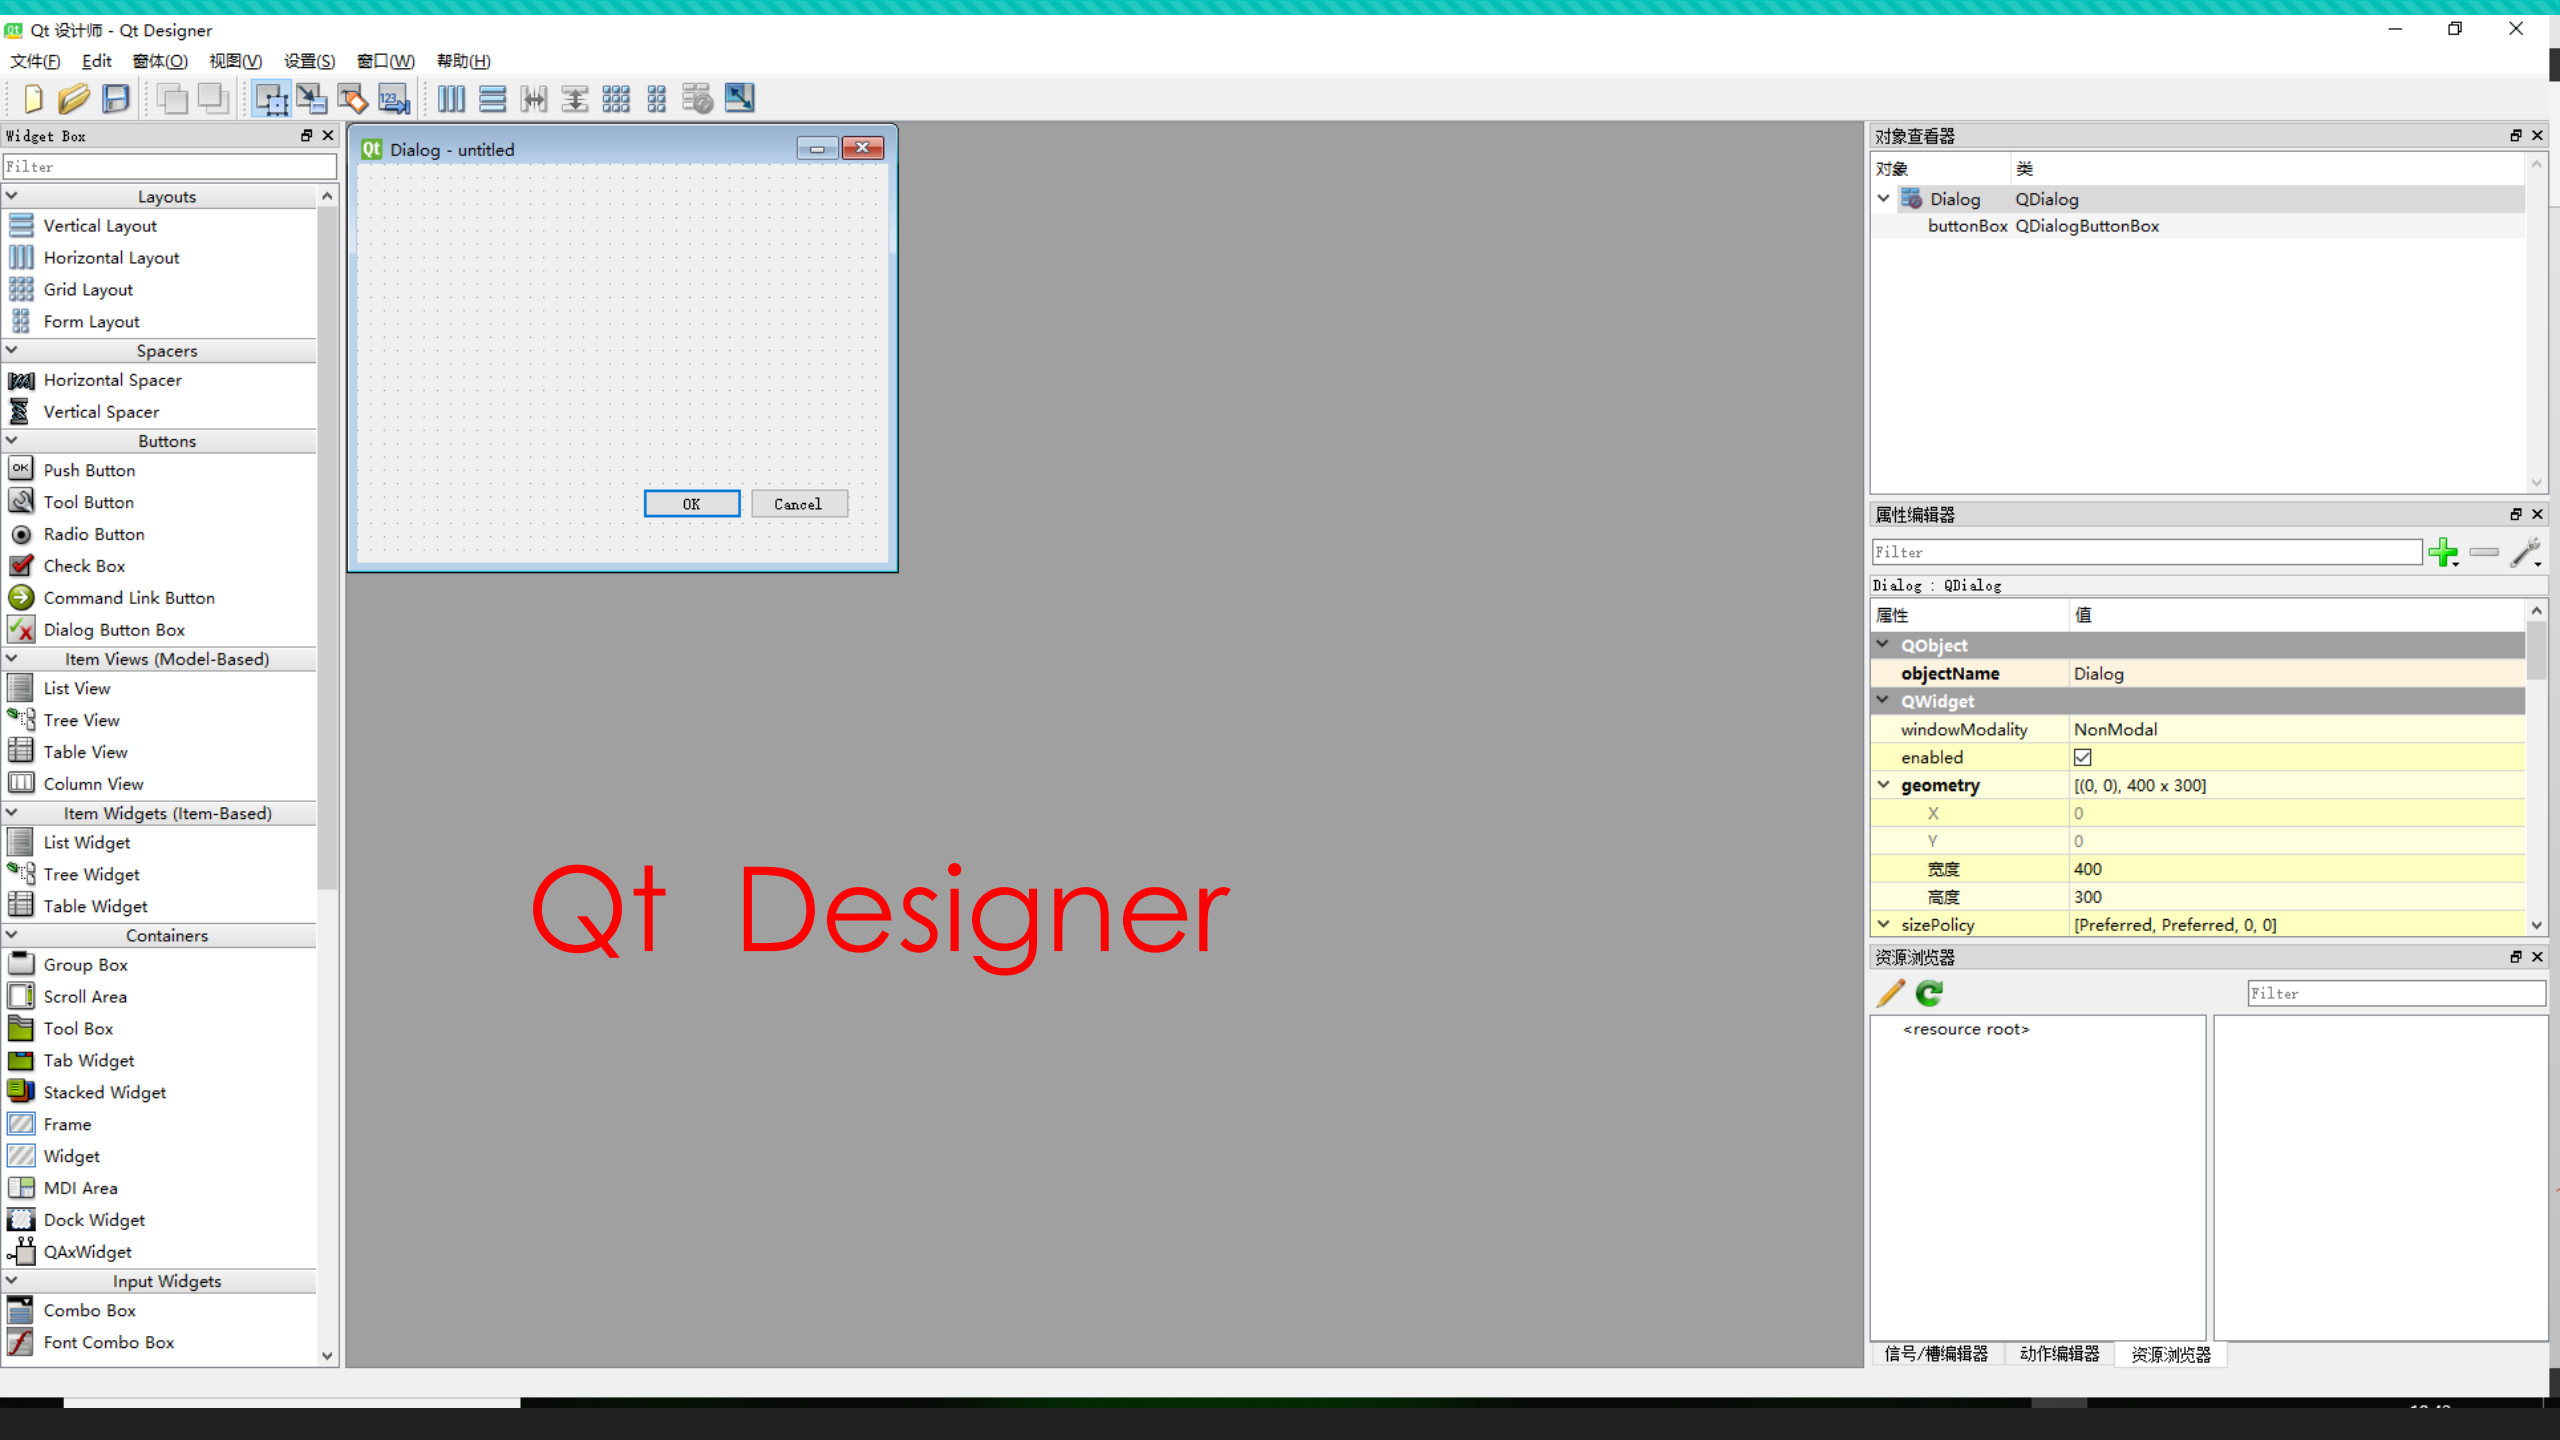 Qt 设计师 - Qt Designer
文件(F) Edit 窗体(O) 视图(V) 设置(S) 窗口(W) 帮助(H)
Widget Box
Filter
Layouts
Vertical Layout
Horizontal Layout
Grid Layout
Form Layout
Spacers
Horizontal Spacer
Vertical Spacer
Buttons
Push Button
Tool Button
Radio Button
Check Box
Command Link Button
Dialog Button Box
Item Views (Model-Based)
List View
Tree View
Table View
Column View
Item Widgets (Item-Based)
List Widget
Tree Widget
Table Widget
Containers
Group Box
Scroll Area
Tool Box
Tab Widget
Stacked Widget
Frame
Widget
MDI Area
Dock Widget
QAxWidget
Input Widgets
Combo Box
Font Combo Box
Dialog - untitled
OK Cancel
Qt Designer
对象查看器
对象 类
Dialog QDialog
buttonBox QDialogButtonBox
属性编辑器
Filter
Dialog : QDialog
属性 值
QObject
objectName Dialog
QWidget
windowModality NonModal
enabled
geometry [(0, 0), 400 x 300]
X 0
Y 0
宽度 400
高度 300
sizePolicy [Preferred, Preferred, 0, 0]
资源浏览器
Filter
<resource root>
信号/槽编辑器 动作编辑器 资源浏览器